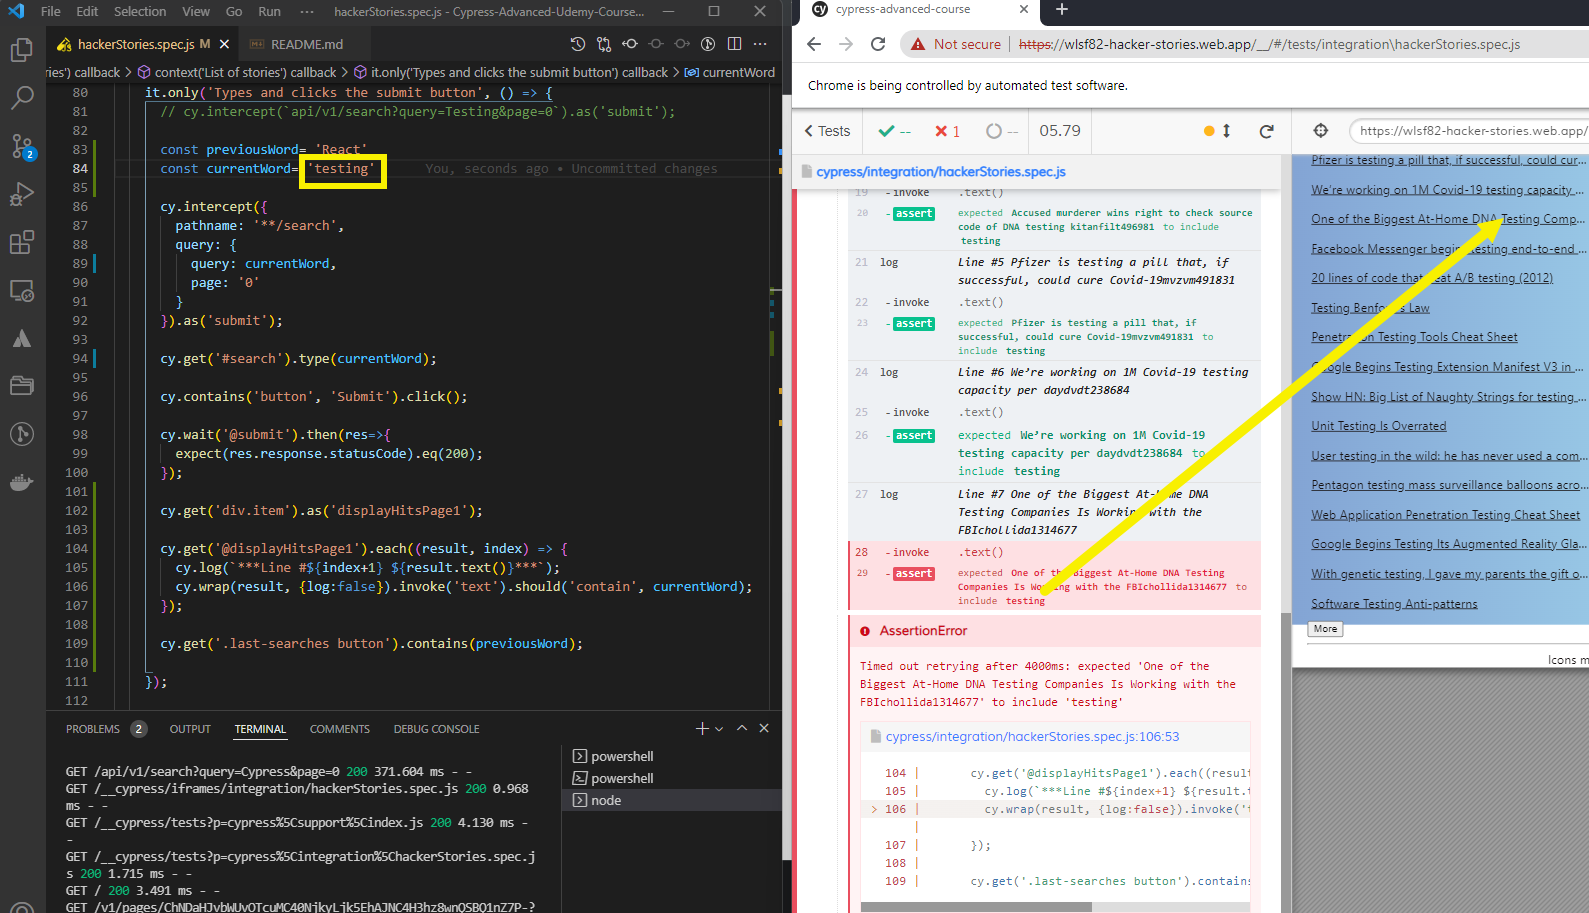 File Edit Selection View Go Run ··· hackerStories.spec.js - Cypress-Advanced-Udemy-Course...
hackerStories.spec.js M
README.md
ries') callback > context('List of stories') callback > it.only('Types and clicks the submit button') callback > currentWord
80 it.only('Types and clicks the submit button', () => {
81 // cy.intercept(`api/v1/search?query=Testing&page=0`).as('submit');
82
83 const previousWord= 'React'
84 const currentWord= 'testing' You, seconds ago • Uncommitted changes
85
86 cy.intercept({
87 pathname: '**/search',
88 query: {
89 query: currentWord,
90 page: '0'
91 }
92 }).as('submit');
93
94 cy.get('#search').type(currentWord);
95
96 cy.contains('button', 'Submit').click();
97
98 cy.wait('@submit').then(res=>{
99 expect(res.response.statusCode).eq(200);
100 });
101
102 cy.get('div.item').as('displayHitsPage1');
103
104 cy.get('@displayHitsPage1').each((result, index) => {
105 cy.log(`***Line #${index+1} ${result.text()}***`);
106 cy.wrap(result, {log:false}).invoke('text').should('contain', currentWord);
107 });
108
109 cy.get('.last-searches button').contains(previousWord);
110
111 });
112
2
PROBLEMS 2 OUTPUT TERMINAL COMMENTS DEBUG CONSOLE
GET /api/v1/search?query=Cypress&page=0 200 371.604 ms - -
GET /__cypress/iframes/integration/hackerStories.spec.js 200 0.968
ms - -
GET /__cypress/tests?p=cypress%5Csupport%5Cindex.js 200 4.130 ms -
-
GET /__cypress/tests?p=cypress%5Cintegration%5ChackerStories.spec.j
s 200 1.715 ms - -
GET / 200 3.491 ms - -
powershell
powershell
node
cy cypress-advanced-course
Not secure | https://wlsf82-hacker-stories.web.app/__/#/tests/integration\hackerStories.spec.js
Chrome is being controlled by automated test software.
< Tests -- 1 -- 05.79
https://wlsf82-hacker-stories.web.app/
cypress/integration/hackerStories.spec.js
19 - invoke .text()
20 - assert expected Accused murderer wins right to check source
code of DNA testing kitanfilt496981 to include
testing
21 log Line #5 Pfizer is testing a pill that, if
successful, could cure Covid-19mvzvm491831
22 - invoke .text()
23 - assert expected Pfizer is testing a pill that, if
successful, could cure Covid-19mvzvm491831 to
include testing
24 log Line #6 We’re working on 1M Covid-19 testing
capacity per daydvdt238684
25 - invoke .text()
26 - assert expected We’re working on 1M Covid-19
testing capacity per daydvdt238684 to
include testing
27 log Line #7 One of the Biggest At-Home DNA
Testing Companies Is Working with the
FBIchollida1314677
28 - invoke .text()
29 - assert expected One of the Biggest At-Home DNA Testing
Companies Is Working with the FBIchollida1314677 to
include testing
AssertionError
Timed out retrying after 4000ms: expected 'One of the
Biggest At-Home DNA Testing Companies Is Working with the
FBIchollida1314677' to include 'testing'
cypress/integration/hackerStories.spec.js:106:53
104 | cy.get('@displayHitsPage1').each((result
105 | cy.log(`***Line #${index+1} ${result.t
> 106 | cy.wrap(result, {log:false}).invoke('t
|
107 | });
108 |
109 | cy.get('.last-searches button').contains
Pfizer is testing a pill that, if successful, could cur...
We're working on 1M Covid-19 testing capacity ...
One of the Biggest At-Home DNA Testing Comp...
Facebook Messenger begins testing end-to-end ...
20 lines of code that beat A/B testing (2012)
Testing Benford's Law
Penetration Testing Tools Cheat Sheet
Google Begins Testing Extension Manifest V3 in ...
Show HN: Big List of Naughty Strings for testing ...
Unit Testing Is Overrated
User testing in the wild: he has never used a com...
Pentagon testing mass surveillance balloons acro...
Web Application Penetration Testing Cheat Sheet
Google Begins Testing Its Augmented Reality Gla...
With genetic testing, I gave my parents the gift o...
Software Testing Anti-patterns
More
Icons m